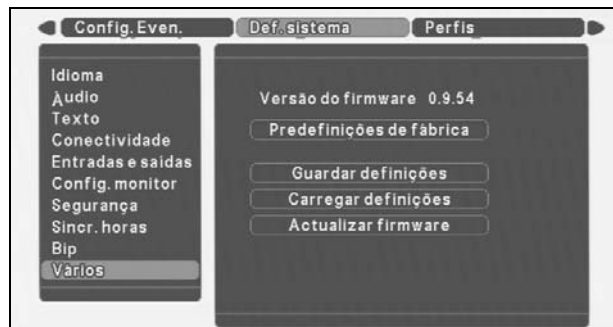 Config. Even. Def. sistema Perfis
Idioma
Àudio
Texto
Conectividade
Entradas e saídas
Config. monitor
Segurança
Sincr. horas
Bip
Vários
Versão do firmware 0.9.54
Predefinições de fábrica
Guardar definições
Carregar definições
Actualizar firmware